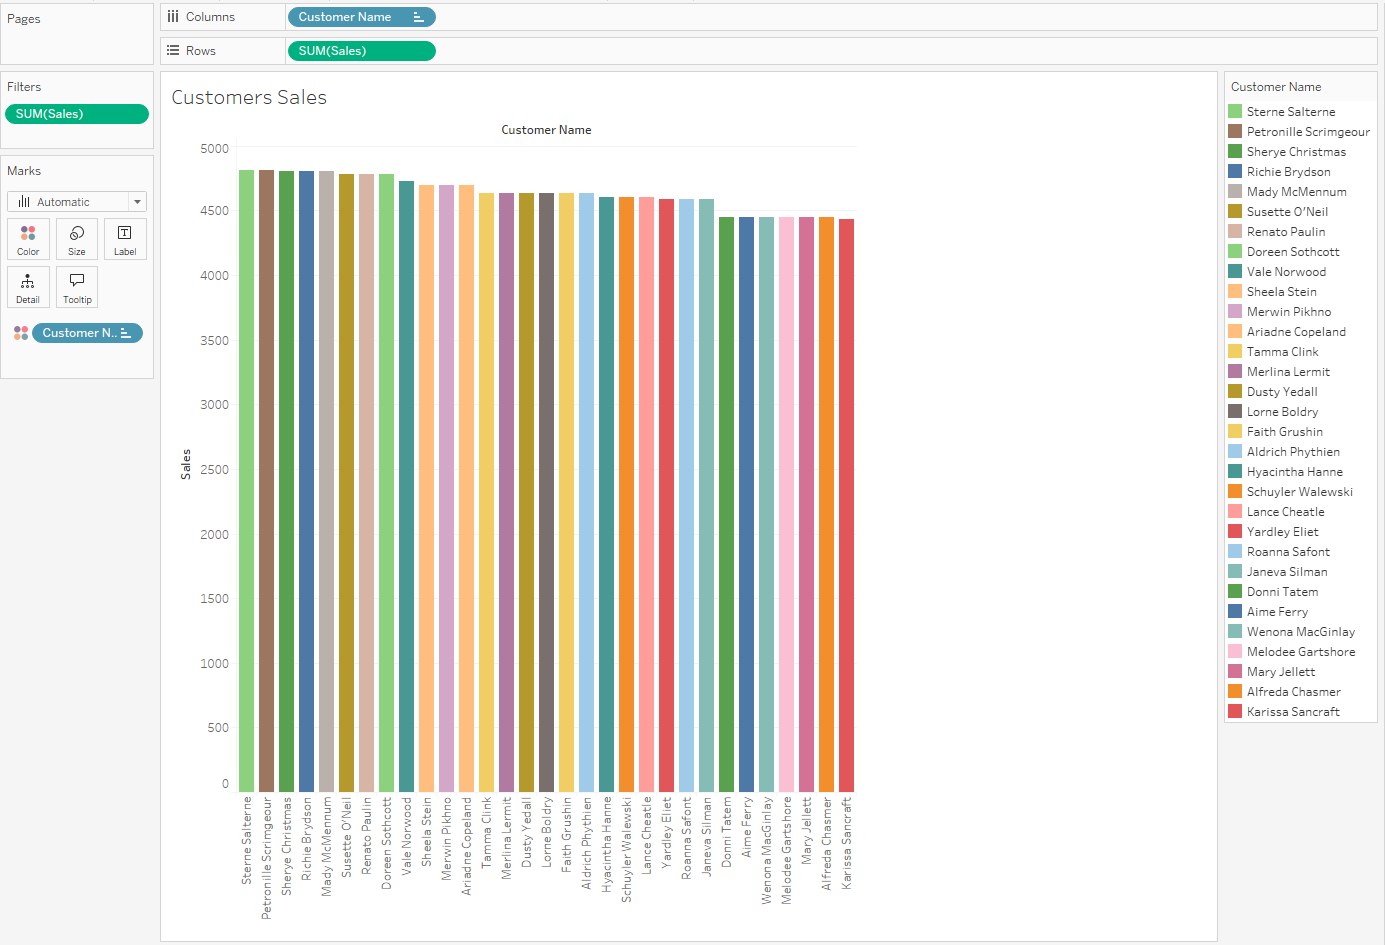 Pages
Columns
Customer Name
Rows
SUM(Sales)
Filters
SUM(Sales)
Marks
Automatic
Color
Size
Label
Detail
Tooltip
Customer N..
Customers Sales
Customer Name
Sales
5000
4500
4000
3500
3000
2500
2000
1500
1000
500
0
Sterne Salterne
Petronille Scrimgeour
Sherye Christmas
Richie Brydson
Mady McMennum
Susette O'Neil
Renato Paulin
Doreen Sothcott
Vale Norwood
Sheela Stein
Merwin Pikhno
Ariadne Copeland
Tamma Clink
Merlina Lermit
Dusty Yedall
Lorne Boldry
Faith Grushin
Aldrich Phythien
Hyacintha Hanne
Schuyler Walewski
Lance Cheatle
Yardley Eliet
Roanna Safont
Janeva Silman
Donni Tatem
Aime Ferry
Wenona MacGinlay
Melodee Gartshore
Mary Jellett
Alfreda Chasmer
Karissa Sancraft
Customer Name
Sterne Salterne
Petronille Scrimgeour
Sherye Christmas
Richie Brydson
Mady McMennum
Susette O'Neil
Renato Paulin
Doreen Sothcott
Vale Norwood
Sheela Stein
Merwin Pikhno
Ariadne Copeland
Tamma Clink
Merlina Lermit
Dusty Yedall
Lorne Boldry
Faith Grushin
Aldrich Phythien
Hyacintha Hanne
Schuyler Walewski
Lance Cheatle
Yardley Eliet
Roanna Safont
Janeva Silman
Donni Tatem
Aime Ferry
Wenona MacGinlay
Melodee Gartshore
Mary Jellett
Alfreda Chasmer
Karissa Sancraft